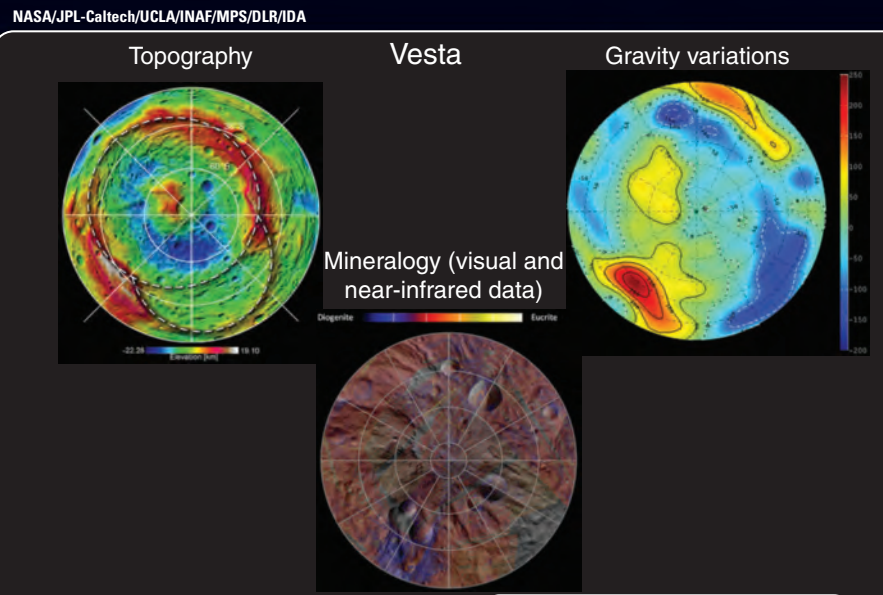 NASA/JPL-Caltech/UCLA/INAF/MPS/DLR/IDA
Topography
Vesta
Gravity variations
250
200
150
100
50
0
-50
-100
-150
-200
Mineralogy (visual and
near-infrared data)
Diogenite
Eucrite
-22.38
19.10
Elevation [km]